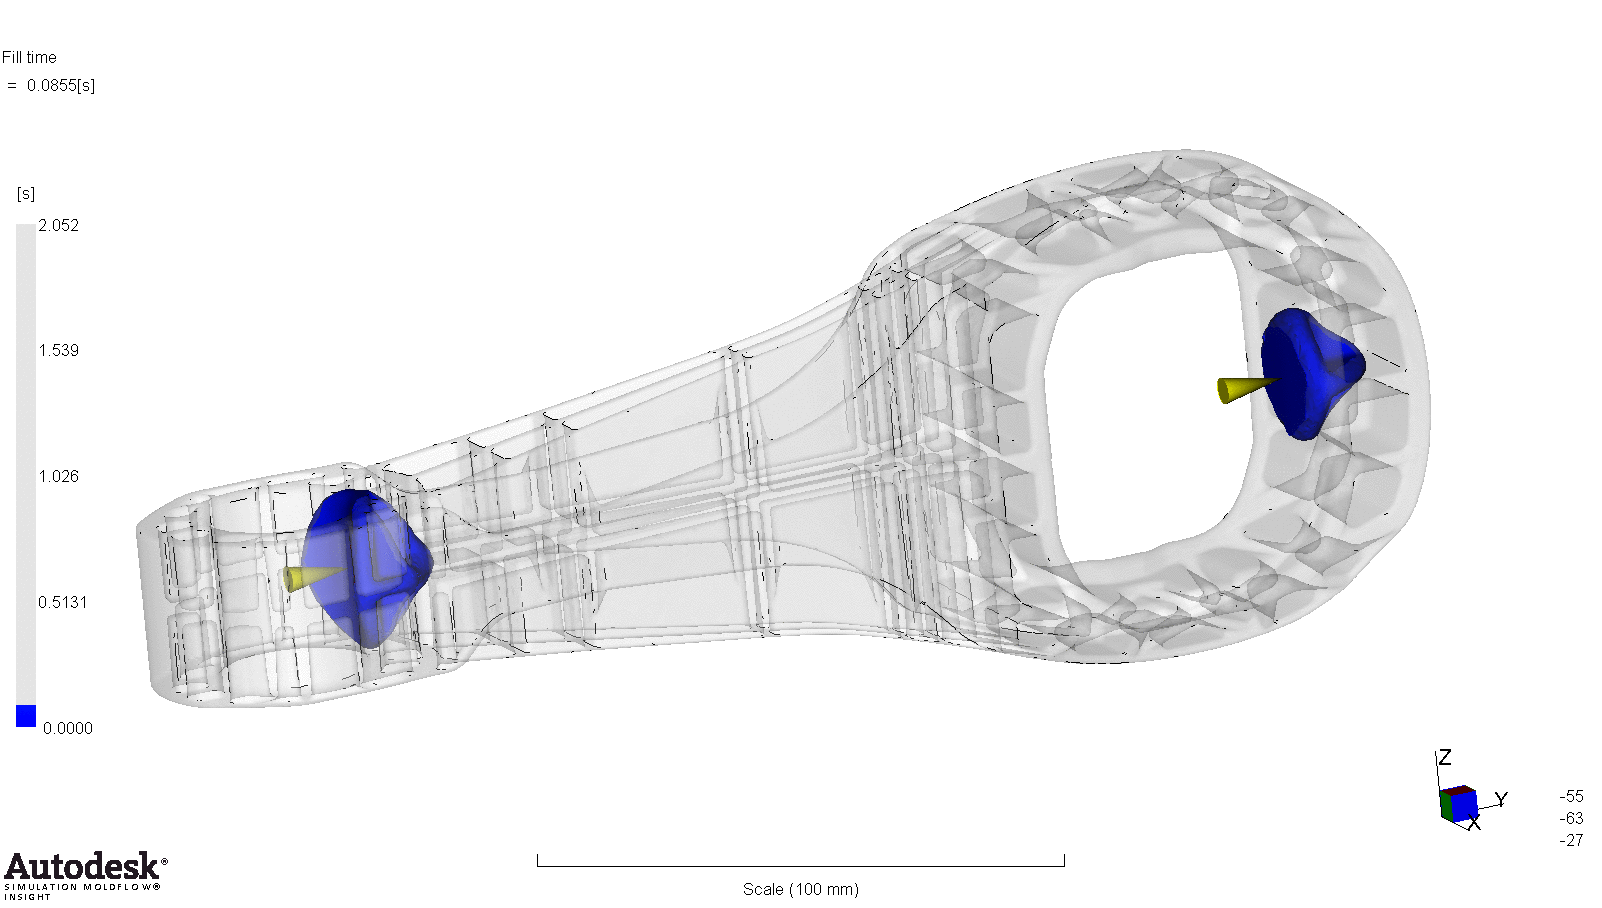 Fill time
= 0.0855[s]
[s]
2.052
1.539
1.026
0.5131
0.0000
Z
Y
X
-55
-63
-27
Scale (100 mm)
Autodesk®
SIMULATION MOLDFLOW®
INSIGHT